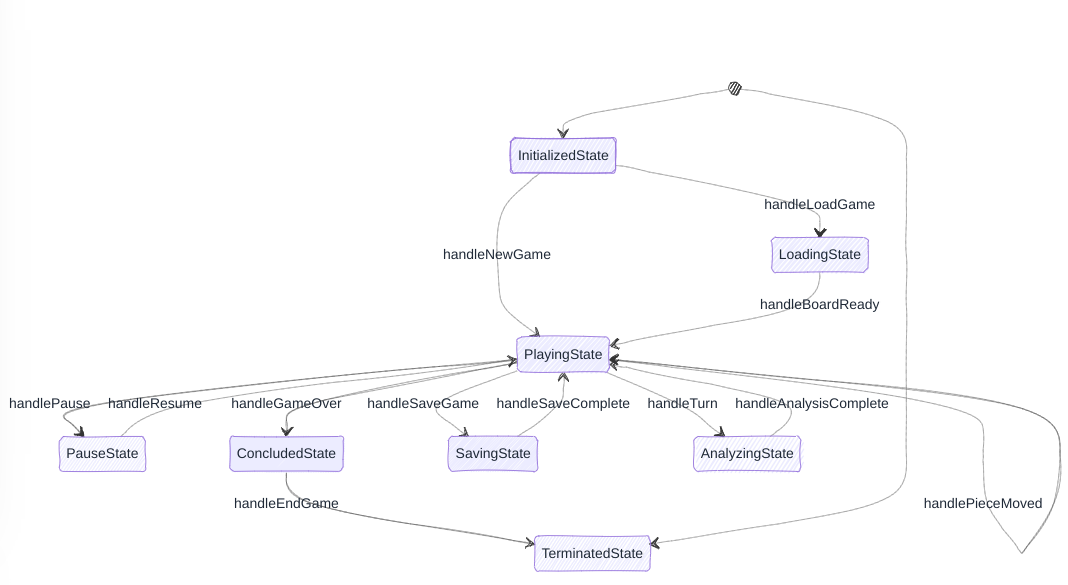 InitializedState
handleLoadGame
handleNewGame
LoadingState
handleBoardReady
PlayingState
handlePause
handleResume
handleGameOver
handleSaveGame
handleSaveComplete
handleTurn
handleAnalysisComplete
PauseState
ConcludedState
SavingState
AnalyzingState
handleEndGame
handlePieceMoved
TerminatedState